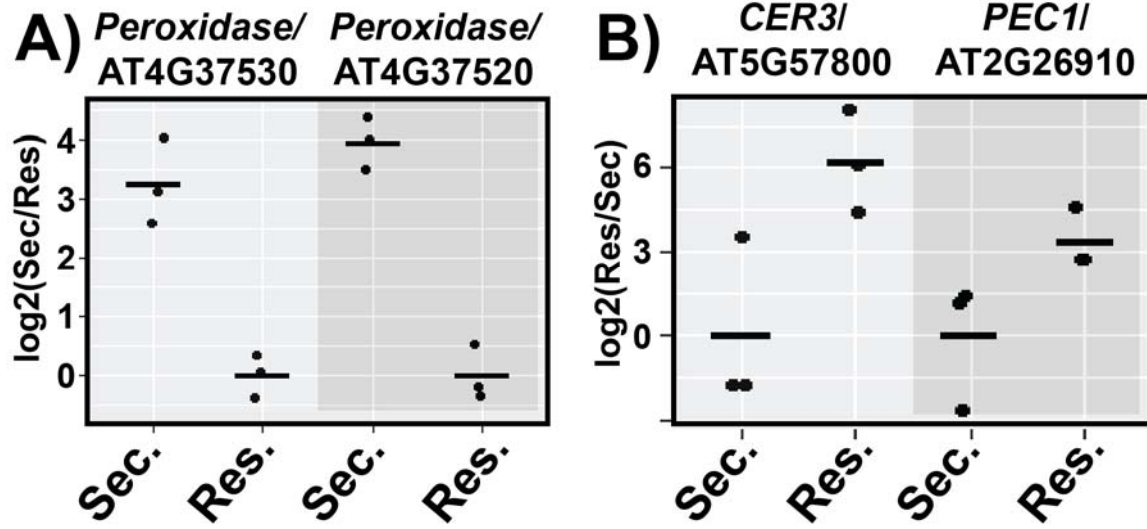 A)
Peroxidase/
AT4G37530
Peroxidase/
AT4G37520
log2(Sec/Res)
4
3
2
1
0
Sec.
Res.
Sec.
Res.
B)
CER3/
AT5G57800
PEC1/
AT2G26910
log2(Res/Sec)
6
3
0
Sec.
Res.
Sec.
Res.